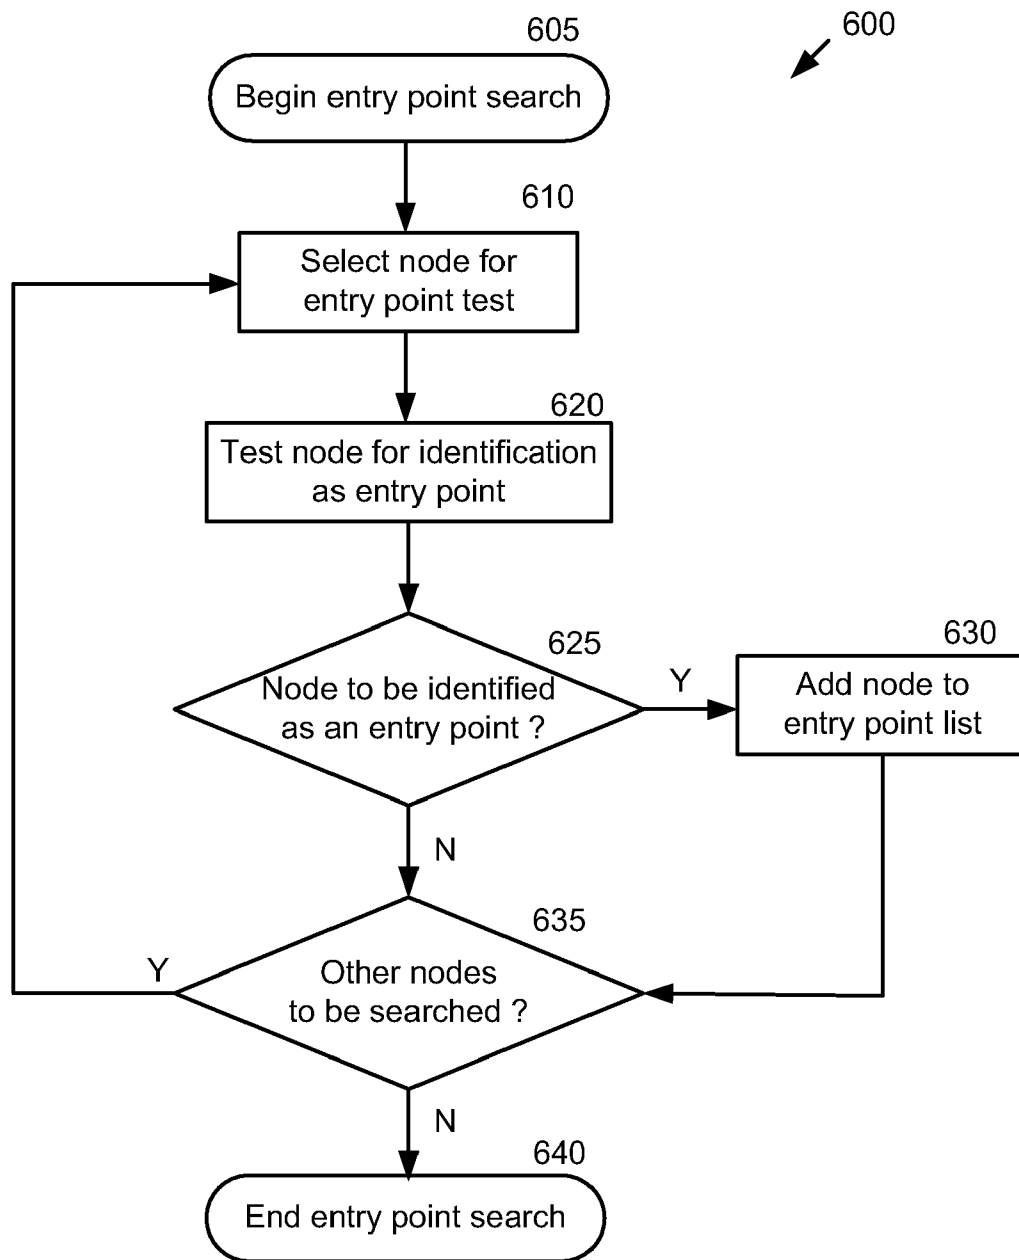 600
605
Begin entry point search
610
Select node for
entry point test
620
Test node for identification
as entry point
625
Node to be identified
as an entry point ?
Y
630
Add node to
entry point list
N
635
Other nodes
to be searched ?
Y
N
640
End entry point search